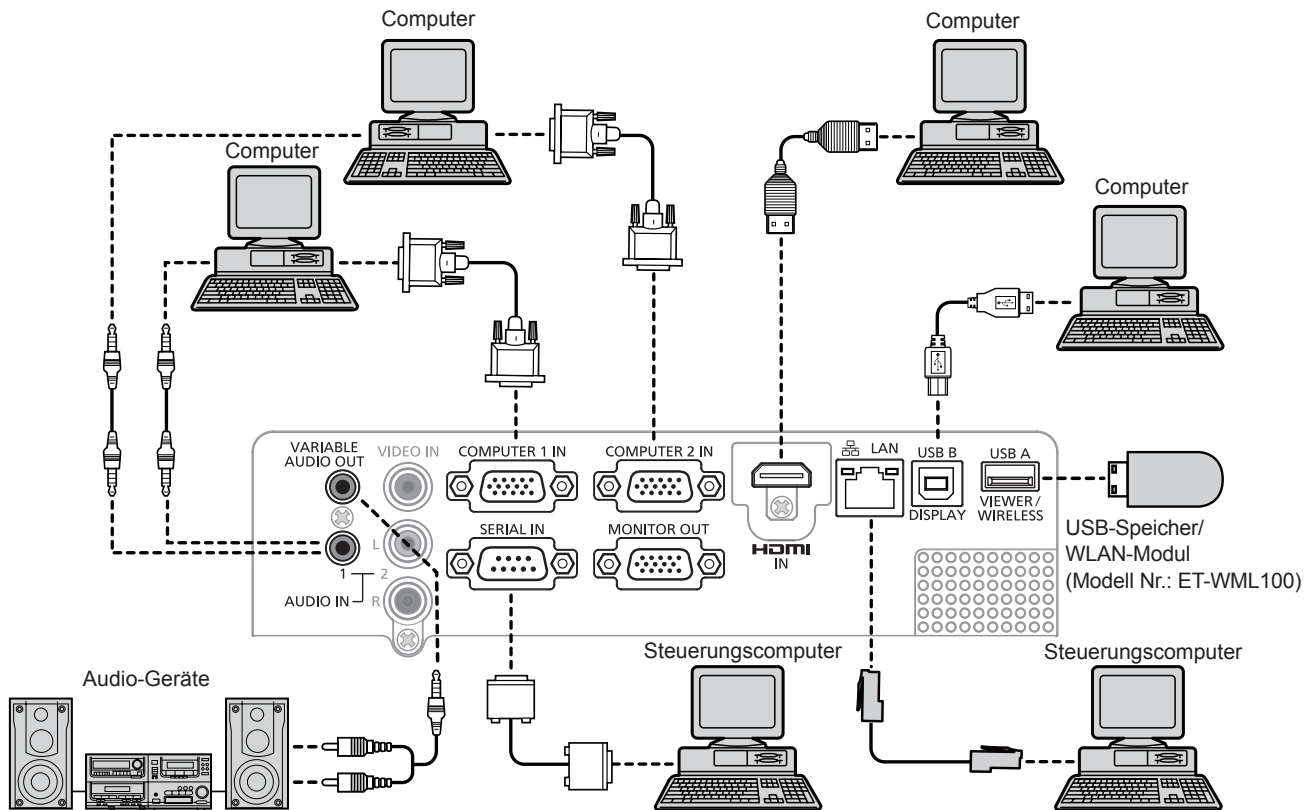 Computer
Computer
Computer
Computer
VARIABLE
AUDIO OUT
VIDEO IN
COMPUTER 1 IN
COMPUTER 2 IN
LAN
USB B
USB A
DISPLAY
VIEWER /
WIRELESS
SERIAL IN
MONITOR OUT
HDMI
IN
L
1
2
AUDIO IN
R
USB-Speicher/
WLAN-Modul
(Modell Nr.: ET-WML100)
Audio-Geräte
Steuerungscomputer
Steuerungscomputer